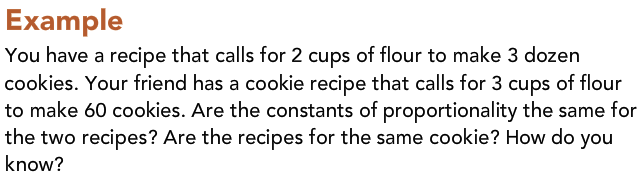 Example
You have a recipe that calls for 2 cups of flour to make 3 dozen
cookies. Your friend has a cookie recipe that calls for 3 cups of flour
to make 60 cookies. Are the constants of proportionality the same for
the two recipes? Are the recipes for the same cookie? How do you
know?